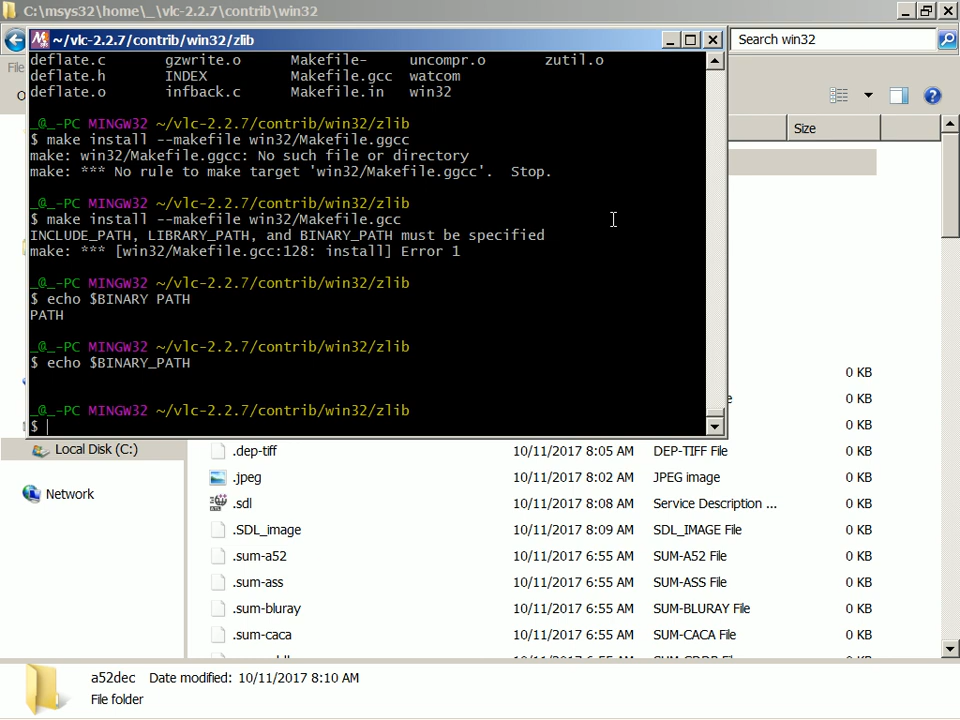 C:\msys32\home\_\vlc-2.2.7\contrib\win32
~/vlc-2.2.7/contrib/win32/zlib
Search win32
deflate.c gzwrite.o Makefile- uncompr.o zutil.o
deflate.h INDEX Makefile.gcc watcom
deflate.o infback.c Makefile.in win32
_@_-PC MINGW32 ~/vlc-2.2.7/contrib/win32/zlib
$ make install --makefile win32/Makefile.ggcc
make: win32/Makefile.ggcc: No such file or directory
make: *** No rule to make target 'win32/Makefile.ggcc'.  Stop.
_@_-PC MINGW32 ~/vlc-2.2.7/contrib/win32/zlib
$ make install --makefile win32/Makefile.gcc
INCLUDE_PATH, LIBRARY_PATH, and BINARY_PATH must be specified
make: *** [win32/Makefile.gcc:128: install] Error 1
_@_-PC MINGW32 ~/vlc-2.2.7/contrib/win32/zlib
$ echo $BINARY PATH
PATH
_@_-PC MINGW32 ~/vlc-2.2.7/contrib/win32/zlib
$ echo $BINARY_PATH
_@_-PC MINGW32 ~/vlc-2.2.7/contrib/win32/zlib
$
Size
0 KB
0 KB
0 KB
Local Disk (C:)
Network
.dep-tiff 10/11/2017 8:05 AM DEP-TIFF File 0 KB
.jpeg 10/11/2017 8:02 AM JPEG image 0 KB
.sdl 10/11/2017 8:08 AM Service Description ... 0 KB
.SDL_image 10/11/2017 8:09 AM SDL_IMAGE File 0 KB
.sum-a52 10/11/2017 6:55 AM SUM-A52 File 0 KB
.sum-ass 10/11/2017 6:55 AM SUM-ASS File 0 KB
.sum-bluray 10/11/2017 6:55 AM SUM-BLURAY File 0 KB
.sum-caca 10/11/2017 6:55 AM SUM-CACA File 0 KB
a52dec Date modified: 10/11/2017 8:10 AM
File folder